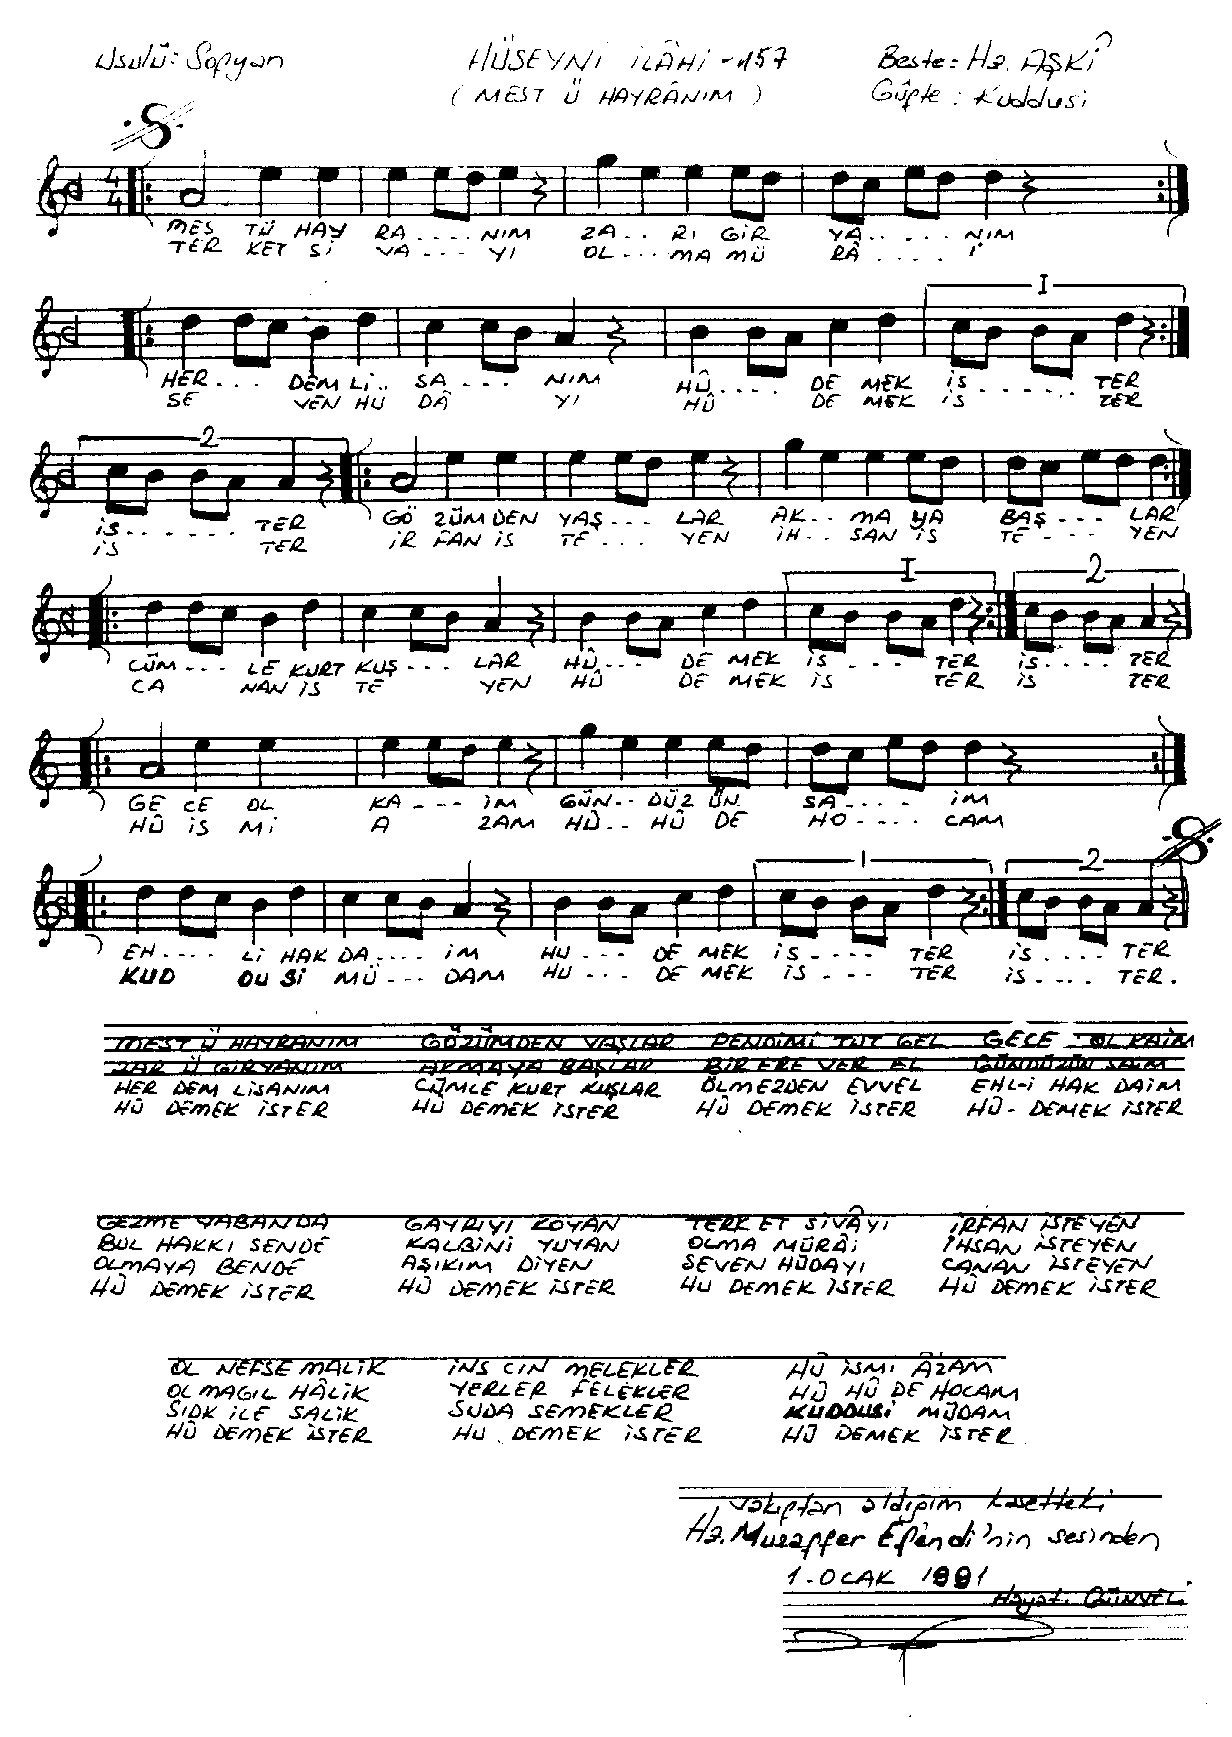 Usulü: Sofyan HÜSEYNİ İLÂHİ - 157 Beste: Hz. AŞKÎ
( MEST Ü HAYRÂNIM ) Güfte : Kuddusi
4
4
MES TÜ HAY RA....NIM ZA.. RI GİR YA.....NIM
TER KET Sİ VA....YI OL...MA MÜ RÂ.....İ
I
HER.... DEM Lİ.. SA....NIM HÛ..... DE MEK İS...... TER
SE VEN HU DÂ YI HÛ DE MEK İS ...... TER
2
İS....... TER GÖ ZÜM DEN YAŞ... LAR AK.. MA YA BAŞ... LAR
İS TER İR FAN İS TE.... YEN İH.. SAN İS TE.... YEN
I 2
CÜM....LE KURT KUŞ....LAR HÛ.... DE MEK İS .... TER İS..... TER
CA NAN İS TE YEN HÛ DE MEK İS TER İS TER
GE CE OL KA....İM GÜN..DÜZ ÜN SA..... İM
HÛ İS Mİ A ZAM HÛ.. HÛ DE HO..... CAM
1 2
EH.....Lİ HAK DA..... İM HU.... DE MEK İS..... TER İS..... TER
KUD DU Sİ MÜ... DAM HU .... DE MEK İS.... TER İS..... TER.
MEST Ü HAYRANIM GÖZÜMDEN YAŞLAR PENDİMİ TUT GEL GECE OL KAİM
ZAR Ü GİRYANIM AKMAYA BAŞLAR BİR ERE VER EL GÜNDÜZÜN SAİM
HER DEM LİSANIM CÜMLE KURT KUŞLAR ÖLMEZDEN EVVEL EHL-İ HAK DAİM
HÛ DEMEK İSTER HÛ DEMEK İSTER HÛ DEMEK İSTER HÛ - DEMEK İSTER
GEZME YABANDA GAYRIYI KOYAN TERK ET SİVÂYI İRFAN İSTEYEN
BUL HAKKI SENDE KALBİNİ YUYAN OLMA MÜRÂİ İHSAN İSTEYEN
OLMAYA BENDE AŞIKIM DİYEN SEVEN HÜDAYI CANAN İSTEYEN
HÛ DEMEK İSTER HÛ DEMEK İSTER HU DEMEK İSTER HÛ DEMEK İSTER
OL NEFSE MALİK İNS CİN MELEKLER HÛ İSMİ ÂZAM
OLMAGIL HÂLİK YERLER FELEKLER HÛ HÛ DE HOCAM
SIDK İLE SALİK SUDA SEMEKLER KUDDUSİ MÜDAM
HÛ DEMEK İSTER HU DEMEK İSTER HÛ DEMEK İSTER
Vakıftan aldığım kasetteki
Hz. Muzaffer Efendi'nin sesinden
1-OCAK 1991
Hayati GÜNYELİ